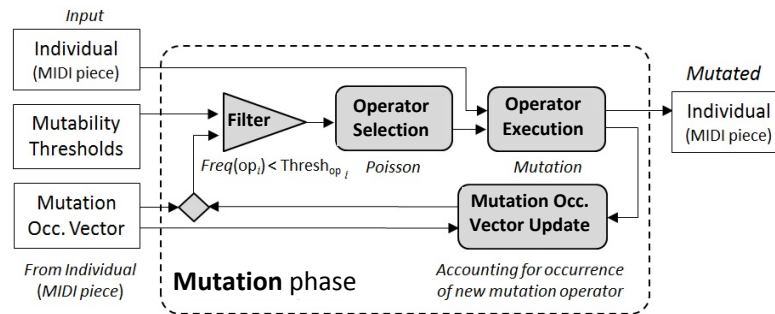 Input
Individual
(MIDI piece)
Mutability
Thresholds
Mutation
Occ. Vector
From Individual
(MIDI piece)
Filter
Freq(opi) < Threshop i
Operator
Selection
Poisson
Operator
Execution
Mutation
Mutation Occ.
Vector Update
Accounting for occurrence
of new mutation operator
Mutation phase
Mutated
Individual
(MIDI piece)